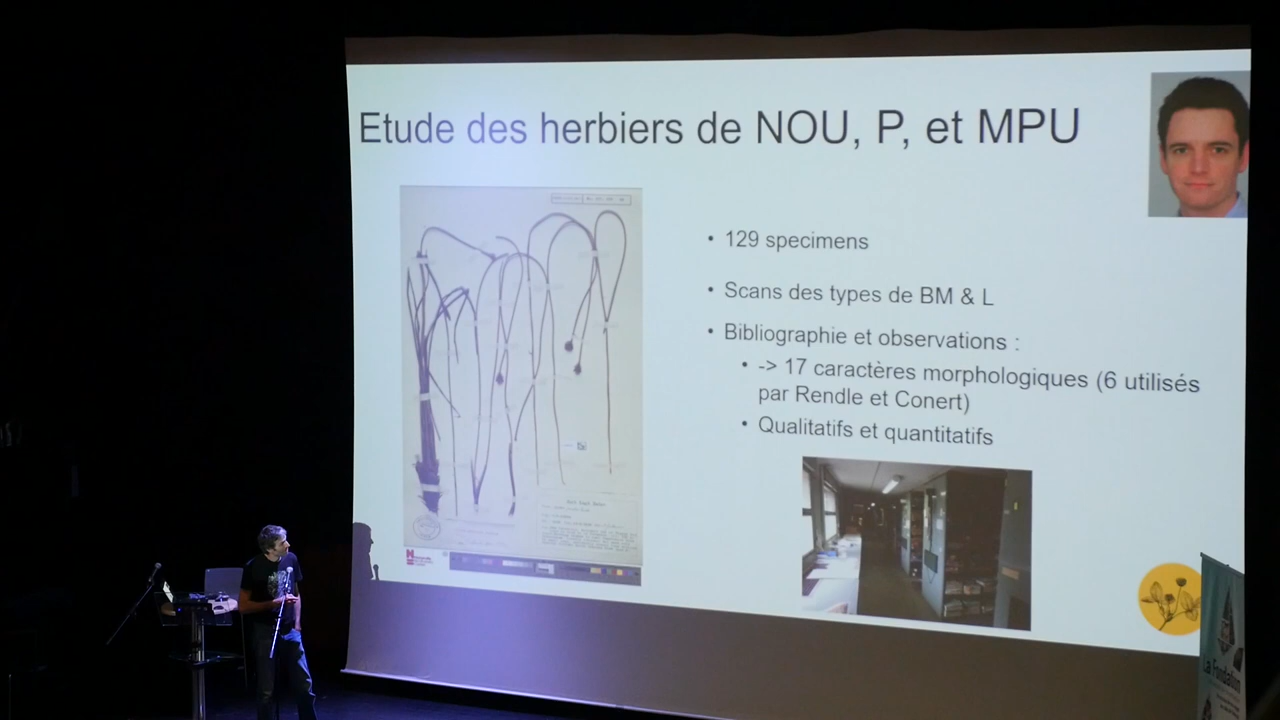 Etude des herbiers de NOU, P, et MPU
• 129 specimens
• Scans des types de BM & L
• Bibliographie et observations :
• -> 17 caractères morphologiques (6 utilisés
par Rendle et Conert)
• Qualitatifs et quantitatifs
La Fondation